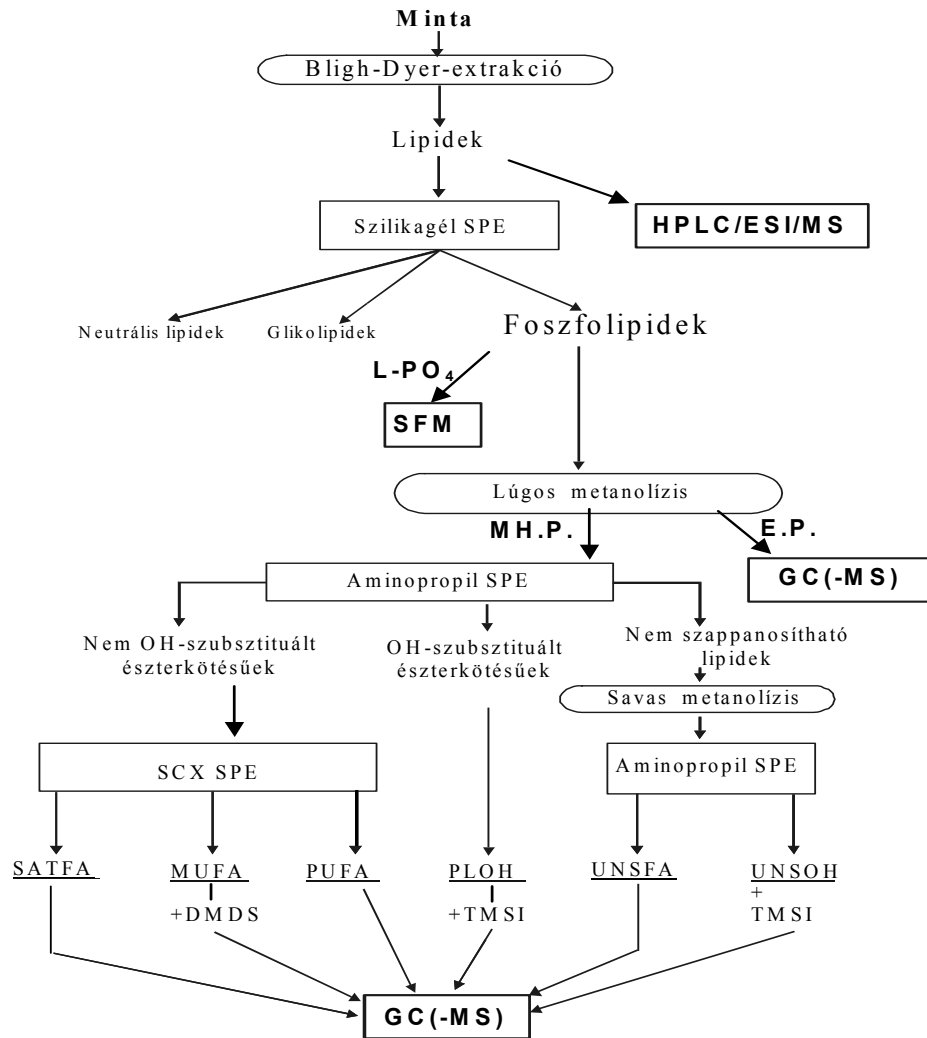 Minta
Bligh-Dyer-extrakció
Lipidek
Szilikagél SPE
HPLC/ESI/MS
Neutrális lipidek
Glikolipidek
Foszfolipidek
L-PO₄
SFM
Lúgos metanolízis
MH.P.
E.P.
Aminopropil SPE
GC(-MS)
Nem OH-szubsztituált
észterkötésűek
OH-szubsztituált
észterkötésűek
Nem szappanosítható
lipidek
Savas metanolízis
SCX SPE
Aminopropil SPE
SATFA
MUFA
PUFA
PLOH
UNSFA
UNSOH
+DMDS
+TMSI
+
TMSI
GC(-MS)